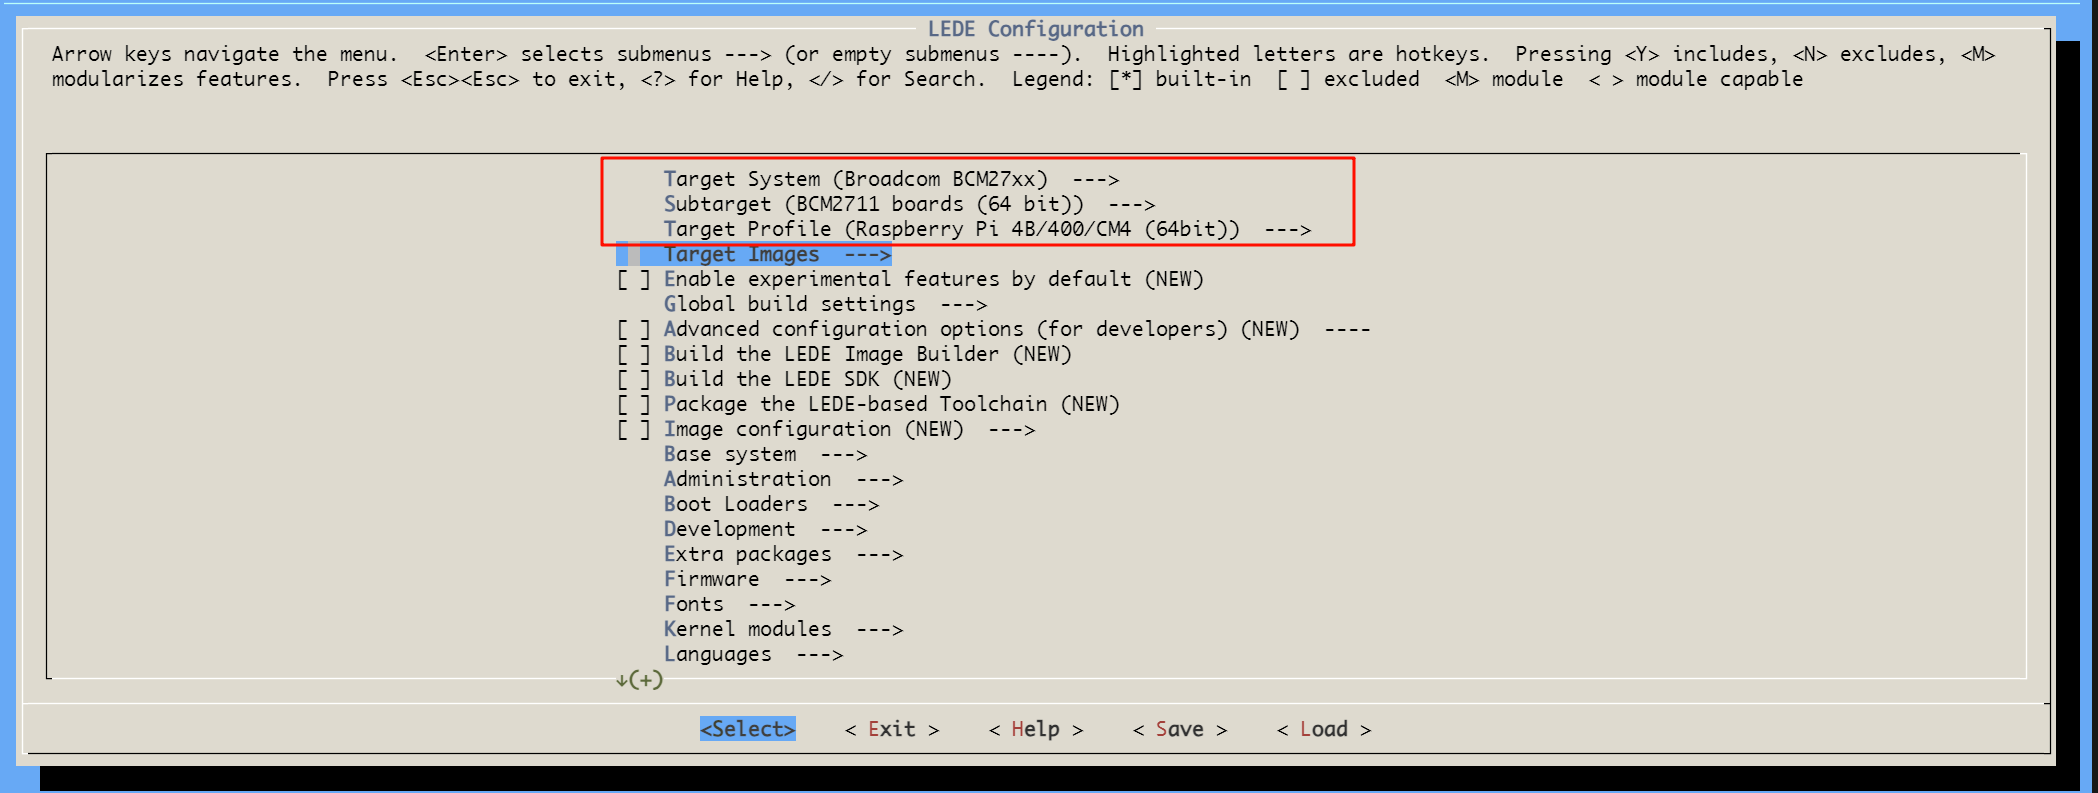 LEDE Configuration
Arrow keys navigate the menu.  <Enter> selects submenus ---> (or empty submenus ----).  Highlighted letters are hotkeys.  Pressing <Y> includes, <N> excludes, <M>
modularizes features.  Press <Esc><Esc> to exit, <?> for Help, </> for Search.  Legend: [*] built-in  [ ] excluded  <M> module  < > module capable
Target System (Broadcom BCM27xx)  --->
Subtarget (BCM2711 boards (64 bit))  --->
Target Profile (Raspberry Pi 4B/400/CM4 (64bit))  --->
Target Images  --->
[ ] Enable experimental features by default (NEW)
Global build settings  --->
[ ] Advanced configuration options (for developers) (NEW)  ----
[ ] Build the LEDE Image Builder (NEW)
[ ] Build the LEDE SDK (NEW)
[ ] Package the LEDE-based Toolchain (NEW)
[ ] Image configuration (NEW)  --->
Base system  --->
Administration  --->
Boot Loaders  --->
Development  --->
Extra packages  --->
Firmware  --->
Fonts  --->
Kernel modules  --->
Languages  --->
↓(+)
<Select>    < Exit >    < Help >    < Save >    < Load >